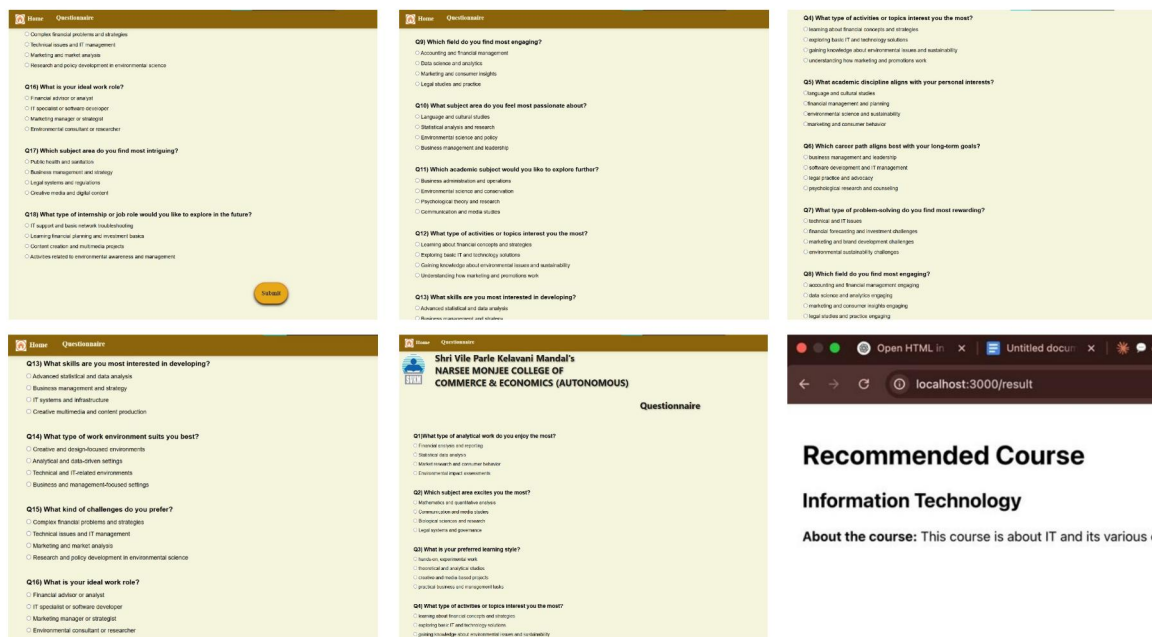 Home Questionnaire
Complex financial problems and strategies
Technical issues and IT management
Marketing and market analysis
Research and policy development in environmental science
Q16) What is your ideal work role?
Financial advisor or analyst
IT specialist or software developer
Marketing manager or strategist
Environmental consultant or researcher
Q17) Which subject area do you find most intriguing?
Public health and sanitation
Business management and strategy
Legal systems and regulations
Creative media and digital content
Q18) What type of internship or job role would you like to explore in the future?
IT support and basic network troubleshooting
Learning financial planning and investment basics
Content creation and multimedia projects
Activities related to environmental awareness and management
Submit
Home Questionnaire
Q9) Which field do you find most engaging?
Accounting and financial management
Data science and analytics
Marketing and consumer insights
Legal studies and practice
Q10) What subject area do you feel most passionate about?
Language and cultural studies
Statistical analysis and research
Environmental science and policy
Business management and leadership
Q11) Which academic subject would you like to explore further?
Business administration and operations
Environmental science and conservation
Psychological theory and research
Communication and media studies
Q12) What type of activities or topics interest you the most?
Learning about financial concepts and strategies
Exploring basic IT and technology solutions
Gaining knowledge about environmental issues and sustainability
Understanding how marketing and promotions work
Q13) What skills are you most interested in developing?
Advanced statistical and data analysis
Business management and strategy
Q4) What type of activities or topics interest you the most?
learning about financial concepts and strategies
exploring basic IT and technology solutions
gaining knowledge about environmental issues and sustainability
understanding how marketing and promotions work
Q5) What academic discipline aligns with your personal interests?
language and cultural studies
financial management and planning
environmental science and sustainability
marketing and consumer behavior
Q6) Which career path aligns best with your long-term goals?
business management and leadership
software development and IT management
legal practice and advocacy
psychological research and counseling
Q7) What type of problem-solving do you find most rewarding?
technical and IT issues
financial forecasting and investment challenges
marketing and brand development challenges
environmental sustainability challenges
Q8) Which field do you find most engaging?
accounting and financial management engaging
data science and analytics engaging
marketing and consumer insights engaging
legal studies and practice engaging
Home Questionnaire
Q13) What skills are you most interested in developing?
Advanced statistical and data analysis
Business management and strategy
IT systems and infrastructure
Creative multimedia and content production
Q14) What type of work environment suits you best?
Creative and design-focused environments
Analytical and data-driven settings
Technical and IT-related environments
Business and management-focused settings
Q15) What kind of challenges do you prefer?
Complex financial problems and strategies
Technical issues and IT management
Marketing and market analysis
Research and policy development in environmental science
Q16) What is your ideal work role?
Financial advisor or analyst
IT specialist or software developer
Marketing manager or strategist
Environmental consultant or researcher
Home Questionnaire
Shri Vile Parle Kelavani Mandal's
NARSEE MONJEE COLLEGE OF
COMMERCE & ECONOMICS (AUTONOMOUS)
Questionnaire
Q1)What type of analytical work do you enjoy the most?
Financial analysis and reporting
Statistical data analysis
Market research and consumer behavior
Environmental impact assessments
Q2) Which subject area excites you the most?
Mathematics and quantitative analysis
Communication and media studies
Biological sciences and research
Legal systems and governance
Q3) What is your preferred learning style?
hands-on, experimental work
theoretical and analytical studies
creative and media-based projects
practical business and management tasks
Q4) What type of activities or topics interest you the most?
learning about financial concepts and strategies
exploring basic IT and technology solutions
gaining knowledge about environmental issues and sustainability
Open HTML in Untitled docum
localhost:3000/result
Recommended Course
Information Technology
About the course: This course is about IT and its various